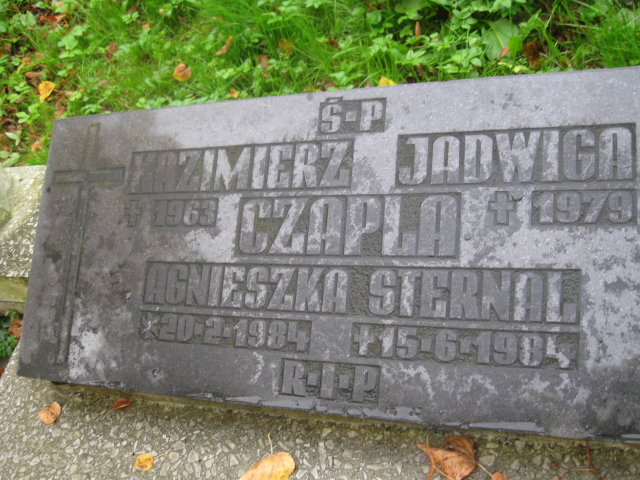 Ś·P
KAZIMIERZ JADWIGA
✝ 1963 CZAPLA ✝ 1979
AGNIESZKA STERNAL
*20·2·1984 ✝15·6·1984
R·I·P